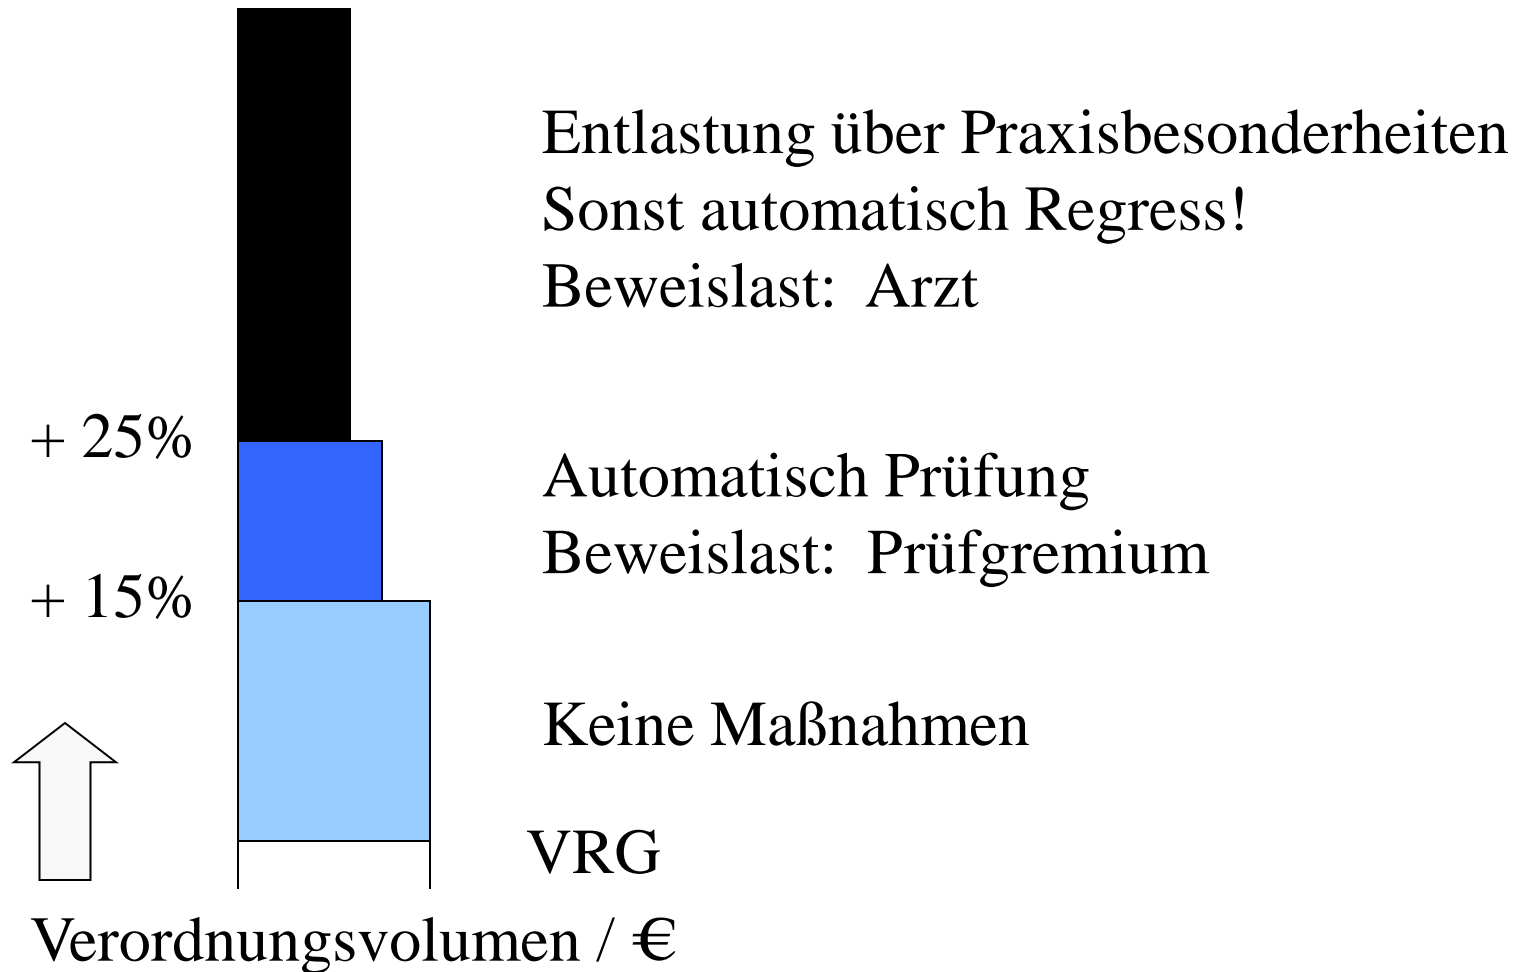 Entlastung über Praxisbesonderheiten
Sonst automatisch Regress!
Beweislast:  Arzt
+ 25%
Automatisch Prüfung
Beweislast:  Prüfgremium
+ 15%
Keine Maßnahmen
VRG
Verordnungsvolumen / €